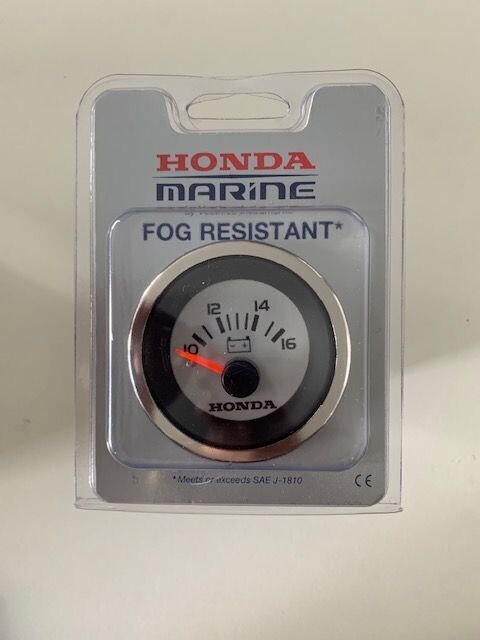 HONDA
MARINE
FOG RESISTANT*
12 14
10 16
- +
HONDA
*Meets or exceeds SAE J-1810
CE